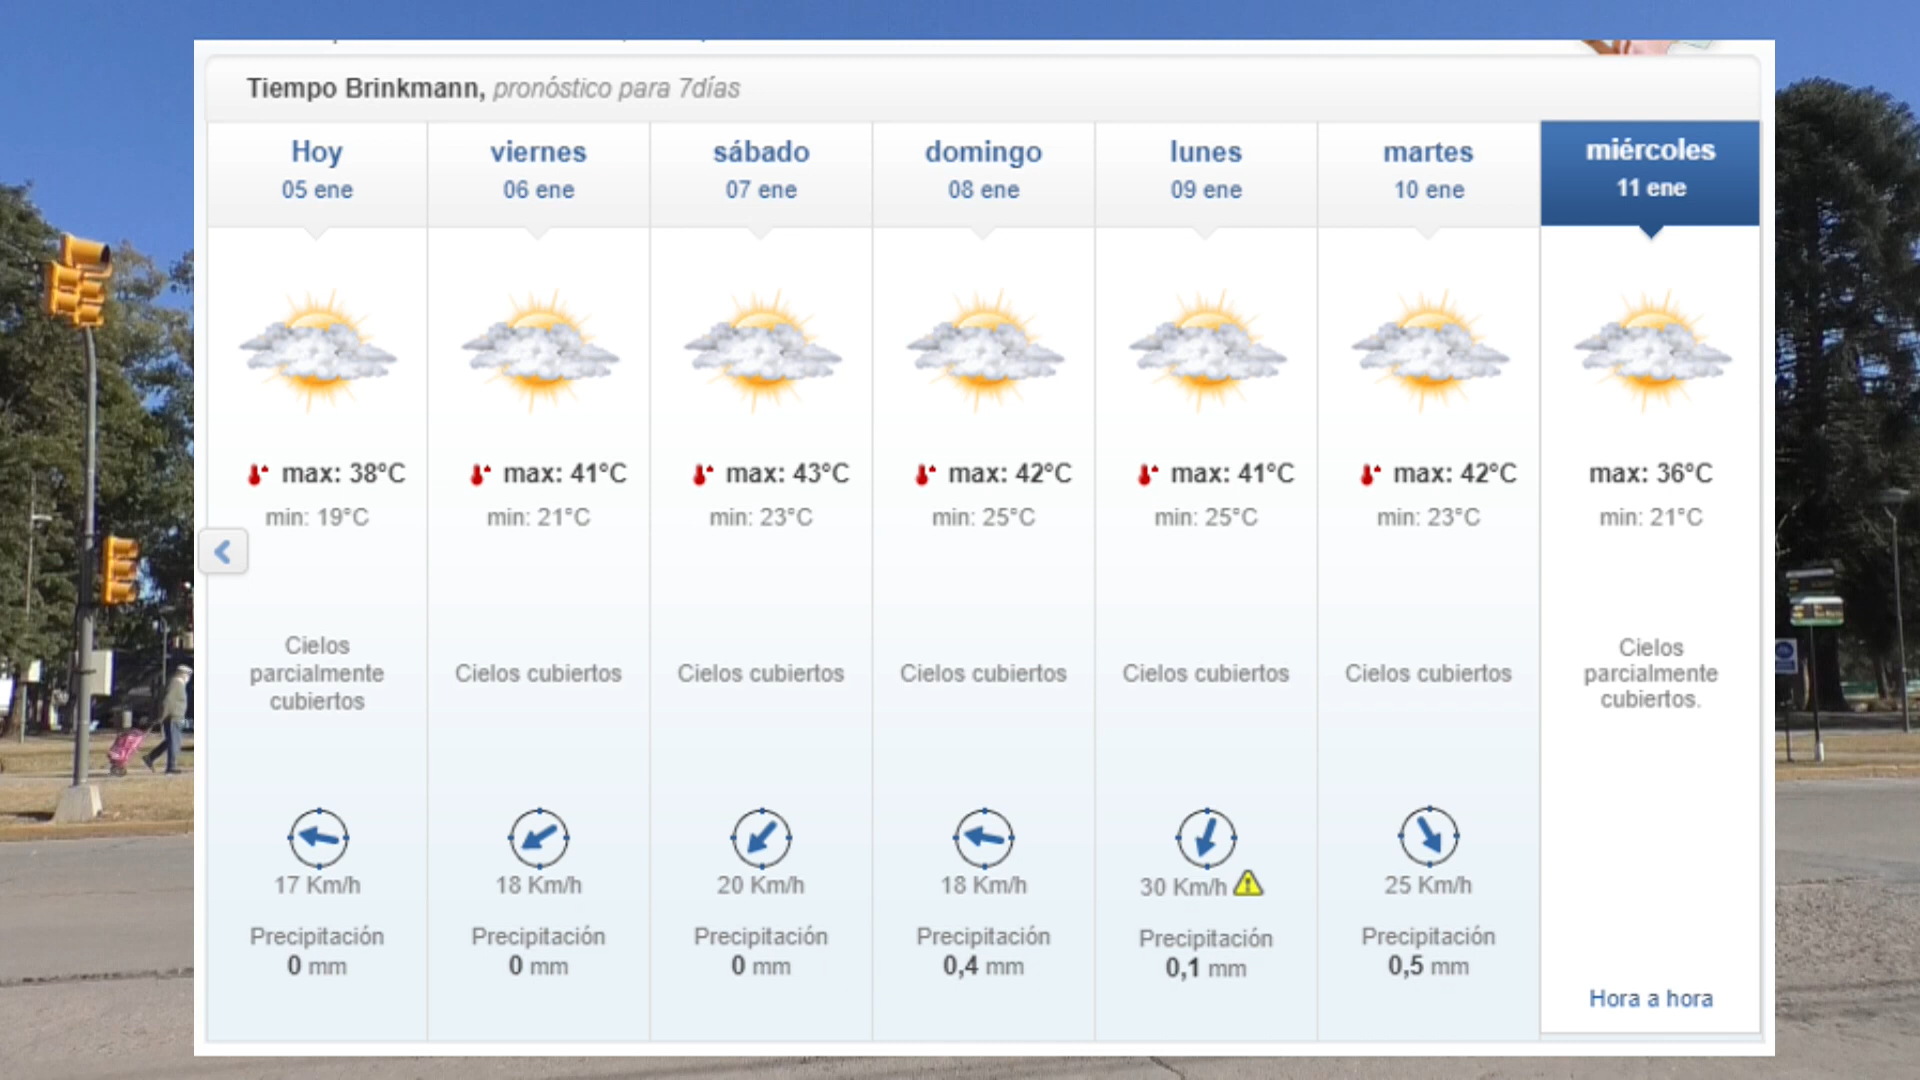 Tiempo Brinkmann, pronóstico para 7días
Hoy
05 ene
max: 38°C
min: 19°C
Cielos
parcialmente
cubiertos
17 Km/h
Precipitación
0 mm
viernes
06 ene
max: 41°C
min: 21°C
Cielos cubiertos
18 Km/h
Precipitación
0 mm
sábado
07 ene
max: 43°C
min: 23°C
Cielos cubiertos
20 Km/h
Precipitación
0 mm
domingo
08 ene
max: 42°C
min: 25°C
Cielos cubiertos
18 Km/h
Precipitación
0,4 mm
lunes
09 ene
max: 41°C
min: 25°C
Cielos cubiertos
30 Km/h
Precipitación
0,1 mm
martes
10 ene
max: 42°C
min: 23°C
Cielos cubiertos
25 Km/h
Precipitación
0,5 mm
miércoles
11 ene
max: 36°C
min: 21°C
Cielos
parcialmente
cubiertos.
Hora a hora